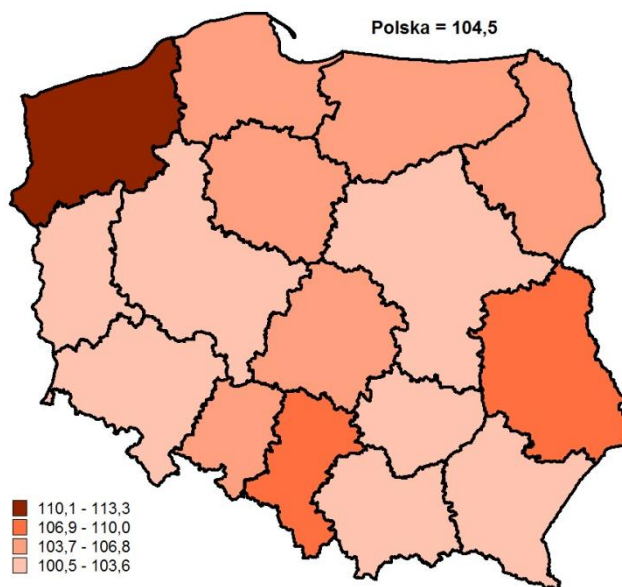 Polska = 104,5
110,1 - 113,3
106,9 - 110,0
103,7 - 106,8
100,5 - 103,6